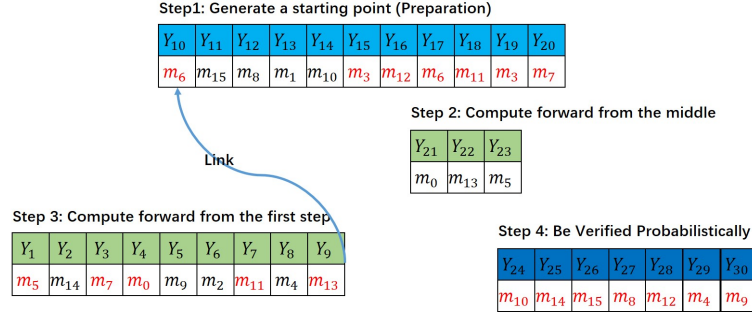 Step1: Generate a starting point (Preparation)
Y₁₀ Y₁₁ Y₁₂ Y₁₃ Y₁₄ Y₁₅ Y₁₆ Y₁₇ Y₁₈ Y₁₉ Y₂₀
m₆ m₁₅ m₈ m₁ m₁₀ m₃ m₁₂ m₆ m₁₁ m₃ m₇
Step 2: Compute forward from the middle
Y₂₁ Y₂₂ Y₂₃
m₀ m₁₃ m₅
Link
Step 3: Compute forward from the first step
Y₁ Y₂ Y₃ Y₄ Y₅ Y₆ Y₇ Y₈ Y₉
m₅ m₁₄ m₇ m₀ m₉ m₂ m₁₁ m₄ m₁₃
Step 4: Be Verified Probabilistically
Y₂₄ Y₂₅ Y₂₆ Y₂₇ Y₂₈ Y₂₉ Y₃₀
m₁₀ m₁₄ m₁₅ m₈ m₁₂ m₄ m₉